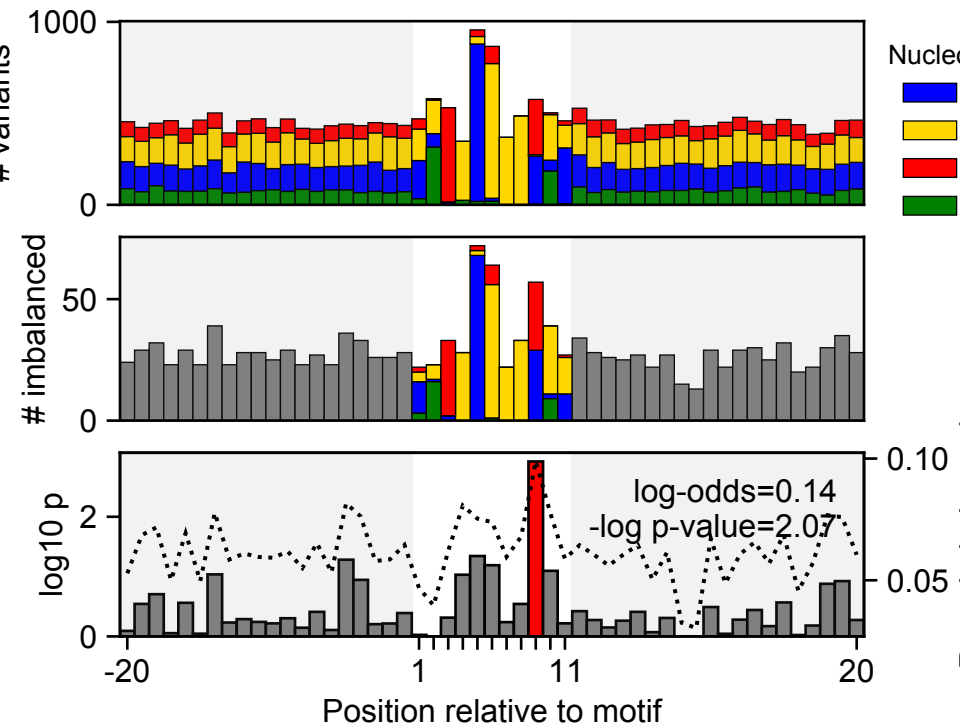 1000
# variants
0
Nucleo
50
# imbalanced
0
log10 p
2
0
log-odds=0.14
-log p-value=2.07
0.10
0.05
-20
1
11
20
Position relative to motif